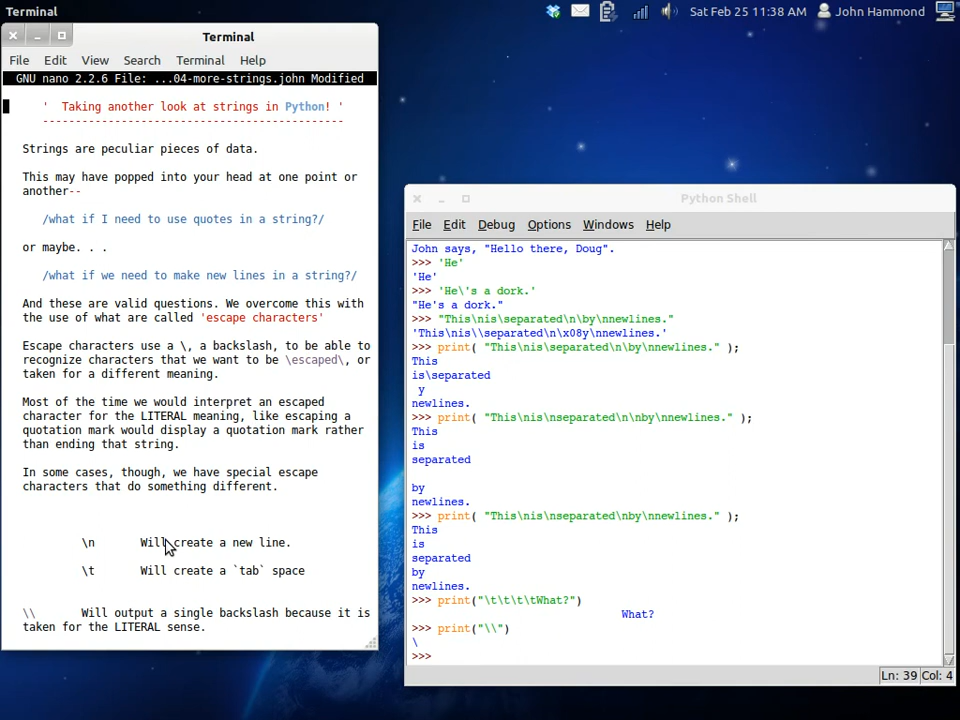 Terminal
Sat Feb 25 11:38 AM
John Hammond
Terminal
File Edit View Search Terminal Help
GNU nano 2.2.6 File: ...04-more-strings.john Modified
' Taking another look at strings in Python! '
----------------------------------------------
Strings are peculiar pieces of data.
This may have popped into your head at one point or
another--
/what if I need to use quotes in a string?/
or maybe. . .
/what if we need to make new lines in a string?/
And these are valid questions. We overcome this with
the use of what are called 'escape characters'
Escape characters use a \, a backslash, to be able to
recognize characters that we want to be \escaped\, or
taken for a different meaning.
Most of the time we would interpret an escaped
character for the LITERAL meaning, like escaping a
quotation mark would display a quotation mark rather
than ending that string.
In some cases, though, we have special escape
characters that do something different.
\n Will create a new line.
\t Will create a `tab` space
\\ Will output a single backslash because it is
taken for the LITERAL sense.
Python Shell
File Edit Debug Options Windows Help
John says, "Hello there, Doug".
>>> 'He'
'He'
>>> 'He\'s a dork.'
"He's a dork."
>>> "This\nis\separated\n\by\nnewlines."
'This\nis\\separated\n\x08y\nnewlines.'
>>> print( "This\nis\separated\n\by\nnewlines." );
This
is\separated
y
newlines.
>>> print( "This\nis\nseparated\n\nby\nnewlines." );
This
is
separated
by
newlines.
>>> print( "This\nis\nseparated\nby\nnewlines." );
This
is
separated
by
newlines.
>>> print("\t\t\t\tWhat?")
What?
>>> print("\\")
\
>>>
Ln: 39 Col: 4